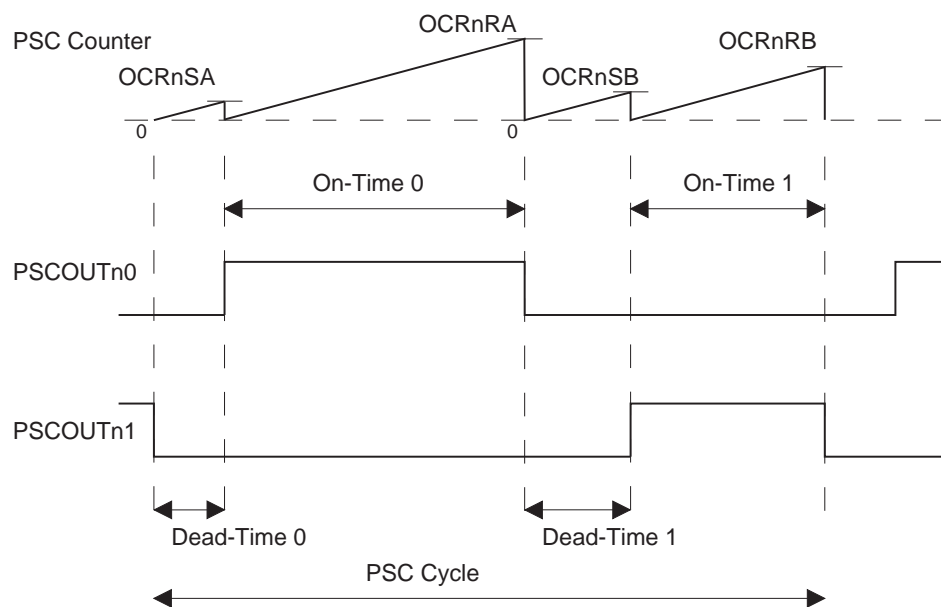 OCRnRA
PSC Counter
OCRnRB
OCRnSA
OCRnSB
0
0
On-Time 0
On-Time 1
PSCOUTn0
PSCOUTn1
Dead-Time 0
Dead-Time 1
PSC Cycle